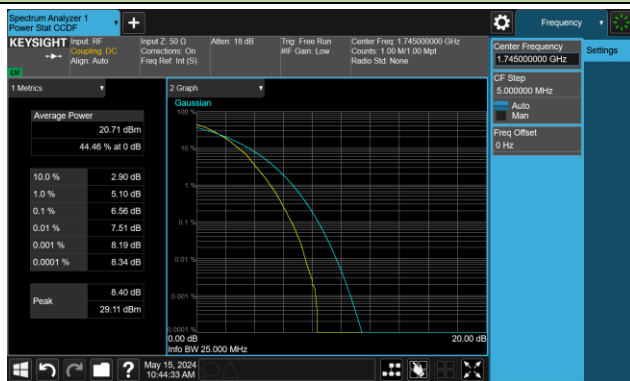 Spectrum Analyzer 1
Power Stat CCDF
Frequency
KEYSIGHT
Input: RF
Coupling: DC
Align: Auto
Input Z: 50 Ω
Corrections: On
Freq Ref: Int (S)
Atten: 18 dB
Trig: Free Run
#IF Gain: Low
Center Freq: 1.745000000 GHz
Counts: 1.00 M/1.00 Mpt
Radio Std: None
Center Frequency
1.745000000 GHz
Settings
CF Step
5.000000 MHz
Auto
Man
Freq Offset
0 Hz
1 Metrics
Average Power
20.71 dBm
44.46 % at 0 dB
10.0 % 2.90 dB
1.0 % 5.10 dB
0.1 % 6.56 dB
0.01 % 7.51 dB
0.001 % 8.19 dB
0.0001 % 8.34 dB
Peak
8.40 dB
29.11 dBm
2 Graph
Gaussian
100 %
10 %
1 %
0.1 %
0.01 %
0.001 %
0.0001 %
0.00 dB 20.00 dB
Info BW 25.000 MHz
?
May 15, 2024
10:44:33 AM